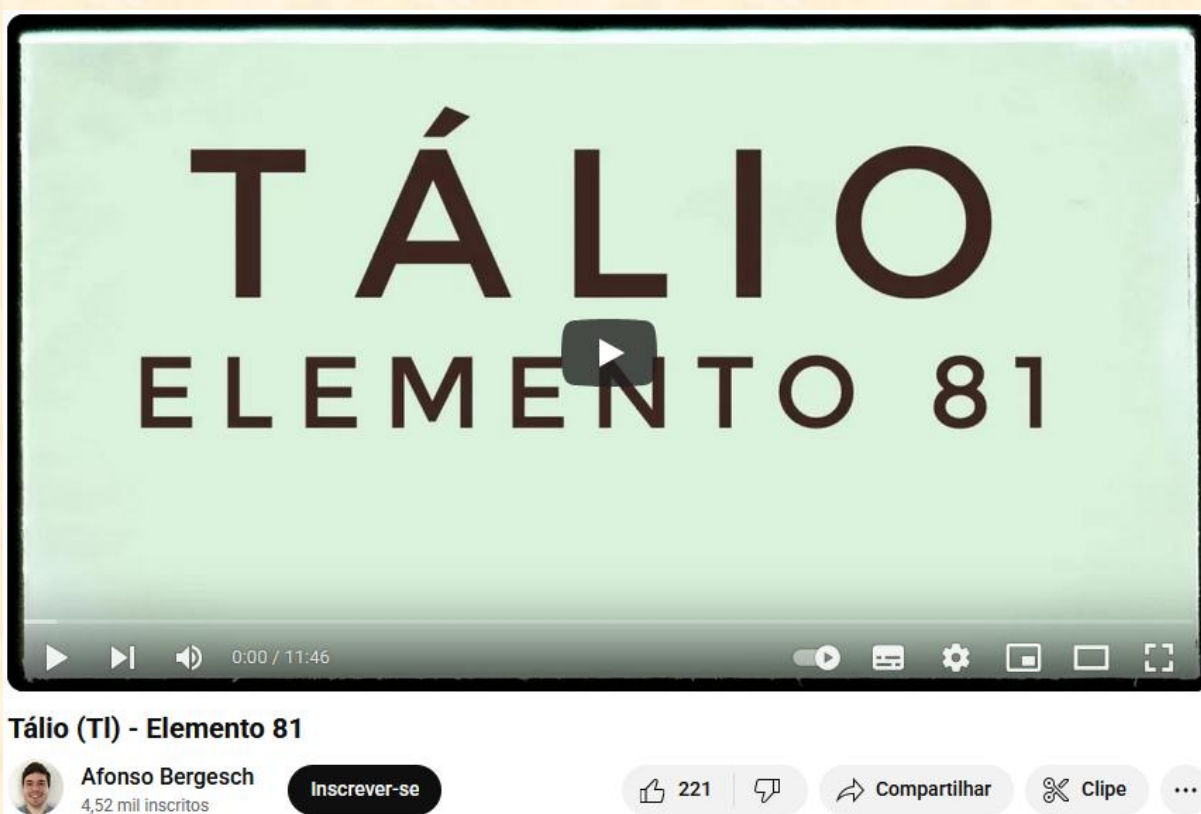 TÁLIO
ELEMENTO 81
0:00 / 11:46
Tálio (Tl) - Elemento 81
Afonso Bergesch
4,52 mil inscritos
Inscrever-se
221
Compartilhar
Clipe